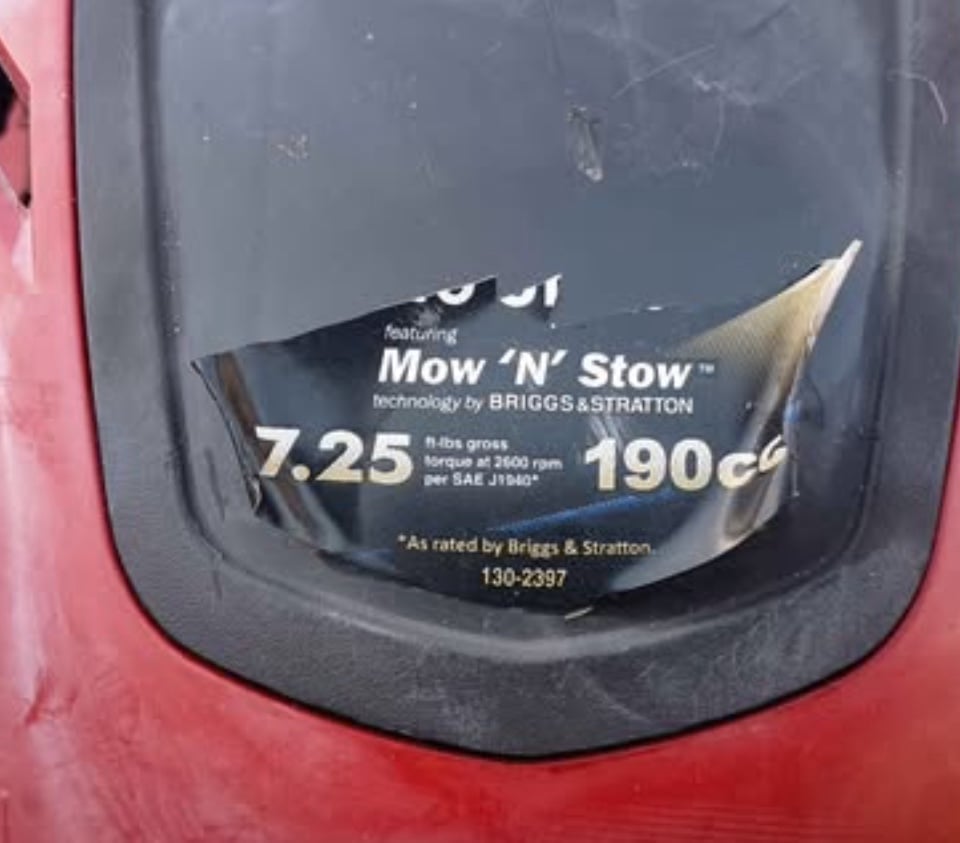 featuring
Mow 'N' Stow™
technology by BRIGGS & STRATTON
7.25 ft-lbs gross torque at 2600 rpm per SAE J1940* 190cc
*As rated by Briggs & Stratton.
130-2397